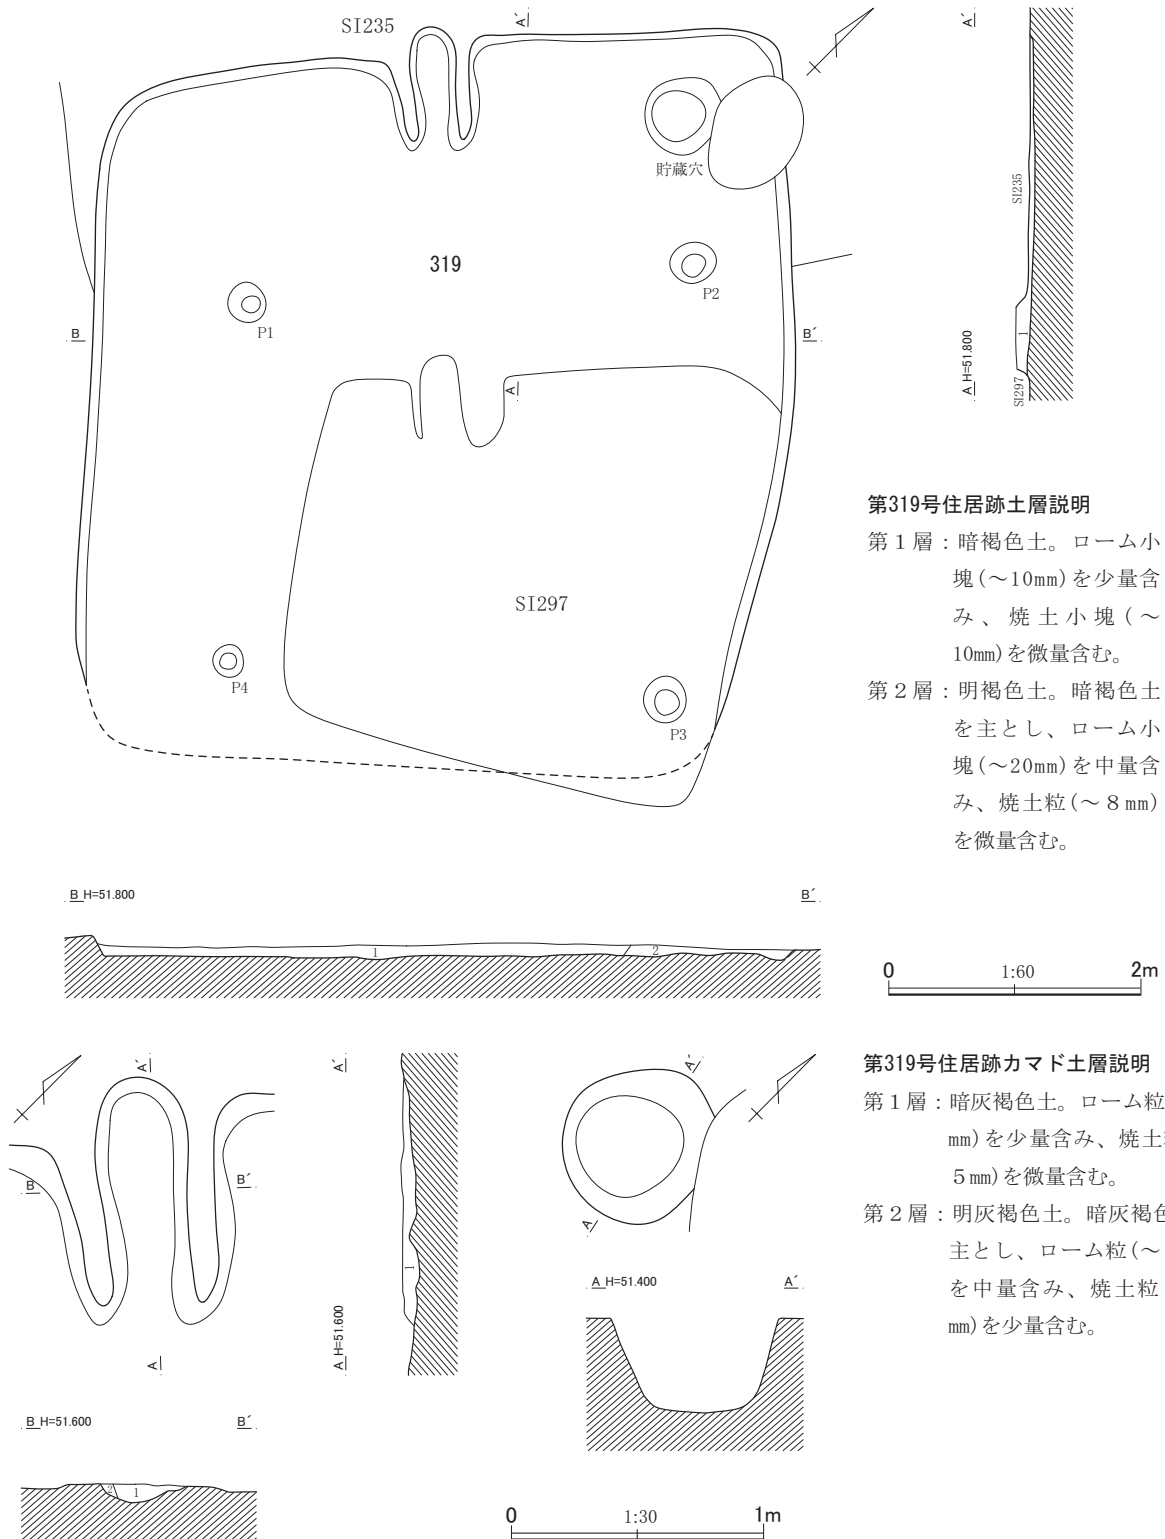 SI235
A´
A´
貯蔵穴
SI235
319
P2
P1
B
B´
A
1
A H=51.800
SI297
第319号住居跡土層説明
第１層：暗褐色土。ローム小
塊(～10mm)を少量含
み、焼土小塊(～
10mm)を微量含む。
SI297
第２層：明褐色土。暗褐色土
を主とし、ローム小
塊(～20mm)を中量含
み、焼土粒(～８mm)
を微量含む。
P4
P3
B H=51.800
B´
1
2
0 1:60 2m
A´
A´
A´
第319号住居跡カマド土層説明
第１層：暗灰褐色土。ローム粒
mm)を少量含み、焼土
５mm)を微量含む。
第２層：明灰褐色土。暗灰褐色
主とし、ローム粒(～
を中量含み、焼土粒
mm)を少量含む。
B
B´
A
1
A H=51.600
A
A H=51.400
A´
B H=51.600
B´
2
1
0 1:30 1m